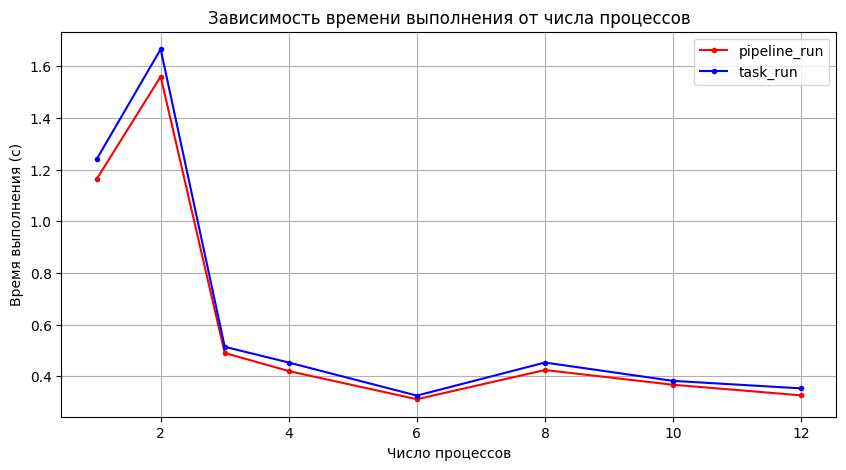 Зависимость времени выполнения от числа процессов
pipeline_run
task_run
Время выполнения (с)
1.6
1.4
1.2
1.0
0.8
0.6
0.4
2 4 6 8 10 12
Число процессов